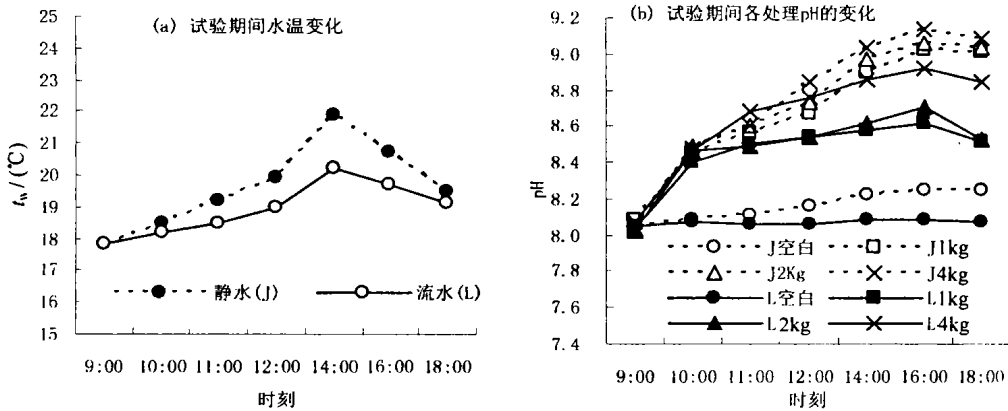 (a) 试验期间水温变化
25
24
23
22
21
20
19
18
17
16
15
t_w/(℃)
静水(J)
流水(L)
9:00 10:00 11:00 12:00 14:00 16:00 18:00
时刻
(b) 试验期间各处理pH的变化
9.2
9.0
8.8
8.6
8.4
8.2
8.0
7.8
7.6
7.4
pH
J空白 J1kg
J2Kg J4kg
L空白 L1kg
L2kg L4kg
9:00 10:00 11:00 12:00 14:00 16:00 18:00
时刻